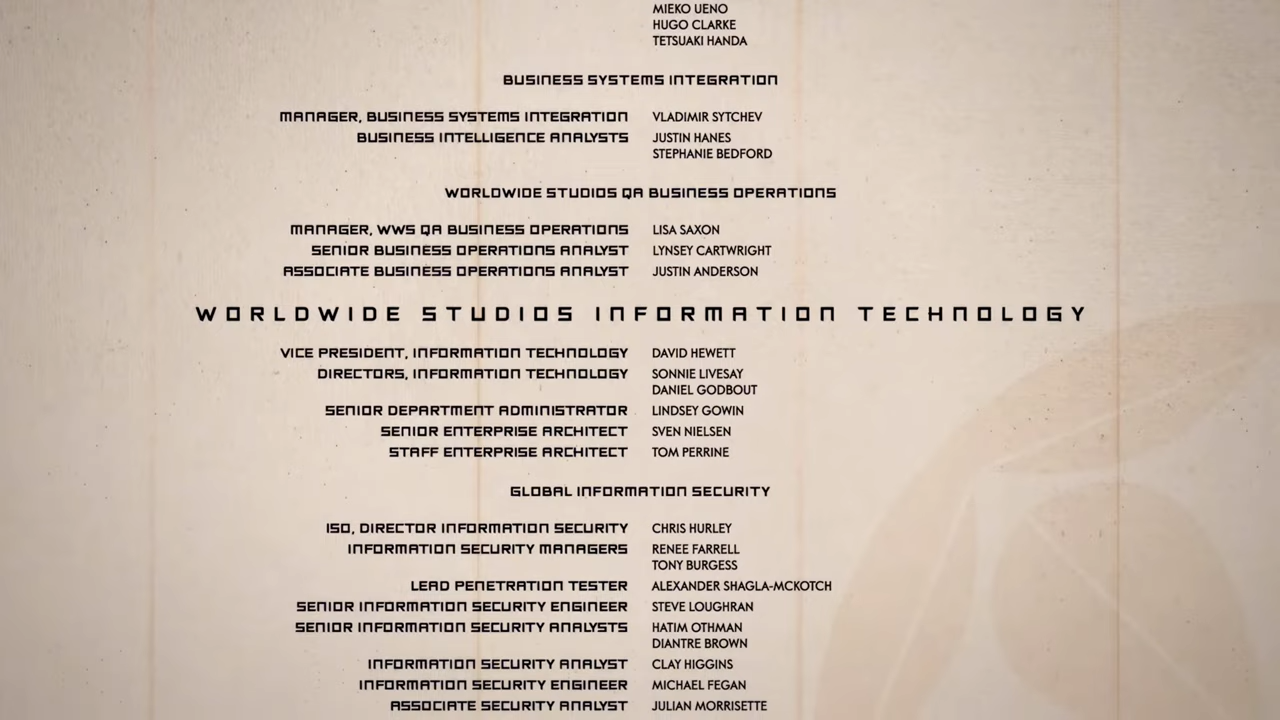 MIEKO UENO
HUGO CLARKE
TETSUAKI HANDA
BUSINESS SYSTEMS INTEGRATION
MANAGER, BUSINESS SYSTEMS INTEGRATION VLADIMIR SYTCHEV
BUSINESS INTELLIGENCE ANALYSTS JUSTIN HANES
STEPHANIE BEDFORD
WORLDWIDE STUDIOS QA BUSINESS OPERATIONS
MANAGER, WWS QA BUSINESS OPERATIONS LISA SAXON
SENIOR BUSINESS OPERATIONS ANALYST LYNSEY CARTWRIGHT
ASSOCIATE BUSINESS OPERATIONS ANALYST JUSTIN ANDERSON
WORLDWIDE STUDIOS INFORMATION TECHNOLOGY
VICE PRESIDENT, INFORMATION TECHNOLOGY DAVID HEWETT
DIRECTORS, INFORMATION TECHNOLOGY SONNIE LIVESAY
DANIEL GODBOUT
SENIOR DEPARTMENT ADMINISTRATOR LINDSEY GOWIN
SENIOR ENTERPRISE ARCHITECT SVEN NIELSEN
STAFF ENTERPRISE ARCHITECT TOM PERRINE
GLOBAL INFORMATION SECURITY
ISO, DIRECTOR INFORMATION SECURITY CHRIS HURLEY
INFORMATION SECURITY MANAGERS RENEE FARRELL
TONY BURGESS
LEAD PENETRATION TESTER ALEXANDER SHAGLA-MCKOTCH
SENIOR INFORMATION SECURITY ENGINEER STEVE LOUGHRAN
SENIOR INFORMATION SECURITY ANALYSTS HATIM OTHMAN
DIANTRE BROWN
INFORMATION SECURITY ANALYST CLAY HIGGINS
INFORMATION SECURITY ENGINEER MICHAEL FEGAN
ASSOCIATE SECURITY ANALYST JULIAN MORRISETTE